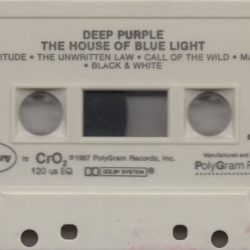 DEEP PURPLE
THE HOUSE OF BLUE LIGHT
ITUDE • THE UNWRITTEN LAW • CALL OF THE WILD • MA
• BLACK & WHITE
CrO2 ©1987 PolyGram Records, Inc.
120 us EQ DOLBY SYSTEM®
Manufactured and
PolyGram